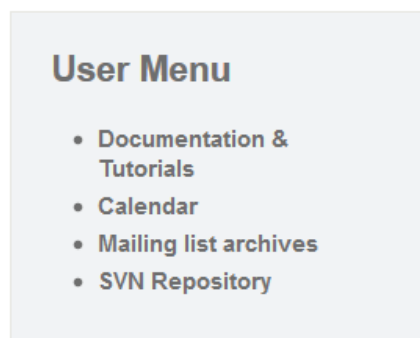 User Menu
• Documentation &
Tutorials
• Calendar
• Mailing list archives
• SVN Repository